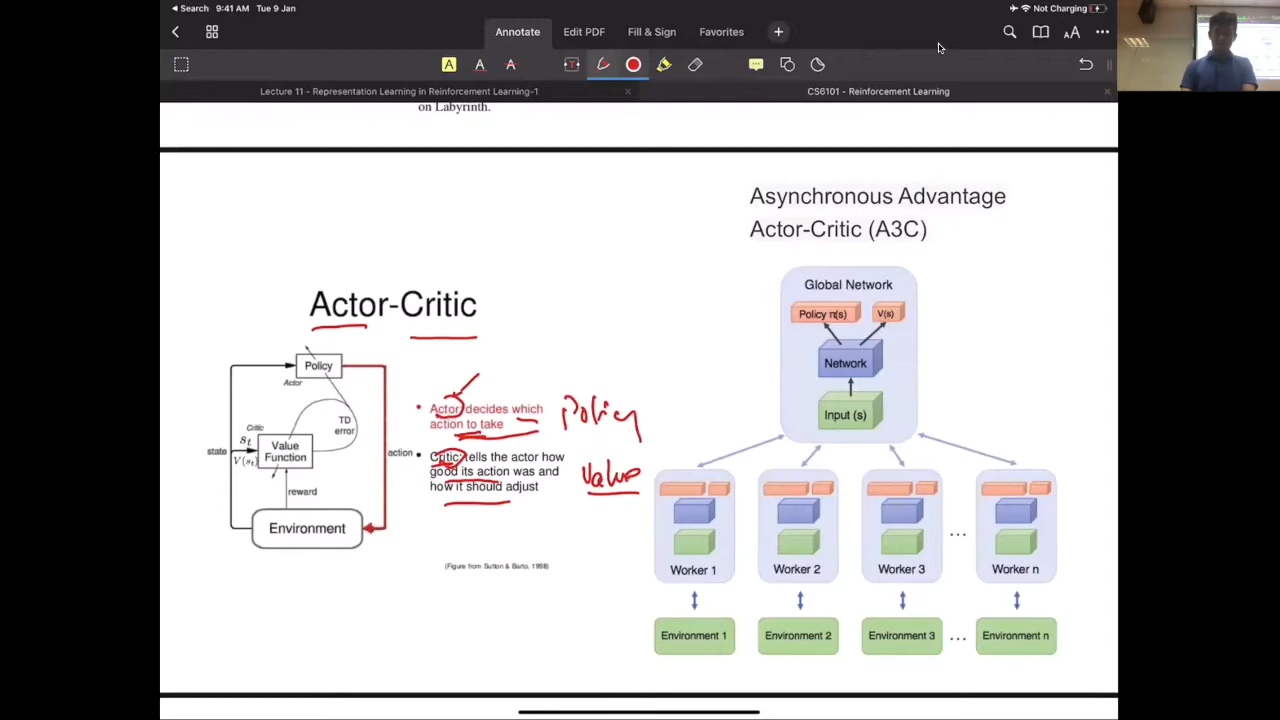 Search 9:41 AM Tue 9 Jan
Not Charging
Annotate Edit PDF Fill & Sign Favorites
Lecture 11 - Representation Learning in Reinforcement Learning-1
CS6101 - Reinforcement Learning
on Labyrinth.
Actor-Critic
Policy
Actor
TD
error
Critic
St
V(St)
Value
Function
state
action
reward
Environment
• Actor decides which
action to take
Policy
• Critic tells the actor how
good its action was and
how it should adjust
Value
(Figure from Sutton & Barto, 1998)
Asynchronous Advantage
Actor-Critic (A3C)
Global Network
Policy π(s) V(s)
Network
Input (s)
Worker 1 Worker 2 Worker 3 ... Worker n
Environment 1 Environment 2 Environment 3 ... Environment n